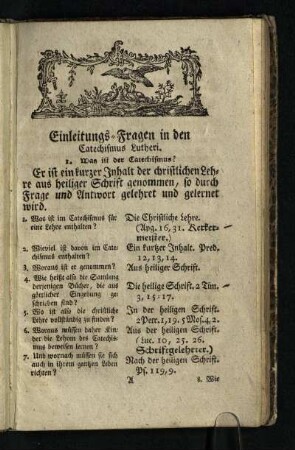 Einleitungs-Fragen in den
Catechismus Lutheri.
1. Was ist der Catechismus?
Er ist ein kurzer Inhalt der christlichen Leh-
re aus heiliger Schrift genommen, so durch
Frage und Antwort gelehret und gelernet
wird.
1. Was ist im Catechismus für
eine Lehre enthalten?
Die Christliche Lehre.
(Apg. 16, 31. Kerker-
meister.)
2. Wieviel ist davon im Cate-
chismus enthalten?
Ein kurzer Inhalt. Pred.
12, 13, 14.
3. Woraus ist er genommen?
Aus heiliger Schrift.
4. Wie heißt also die Samlung
derjenigen Bücher, die aus
göttlicher Eingebung ge-
schrieben sind?
Die heilige Schrift. 2 Tim.
3, 15:17.
5. Wo ist also die christliche
Lehre vollständig zu finden?
In der heiligen Schrift.
2 Petr. 1, 19. 5 Mos. 4, 2.
6. Woraus müssen daher Kin-
der die Lehren des Catechis-
mus beweisen lernen?
Aus der heiligen Schrift.
(Luc. 10, 25. 26.
Schriftgelehrter.)
7. Und wornach müssen sie sich
auch in ihrem ganzen Leben
richten?
Nach der heiligen Schrift.
Ps. 119, 9.
A
8. Wie